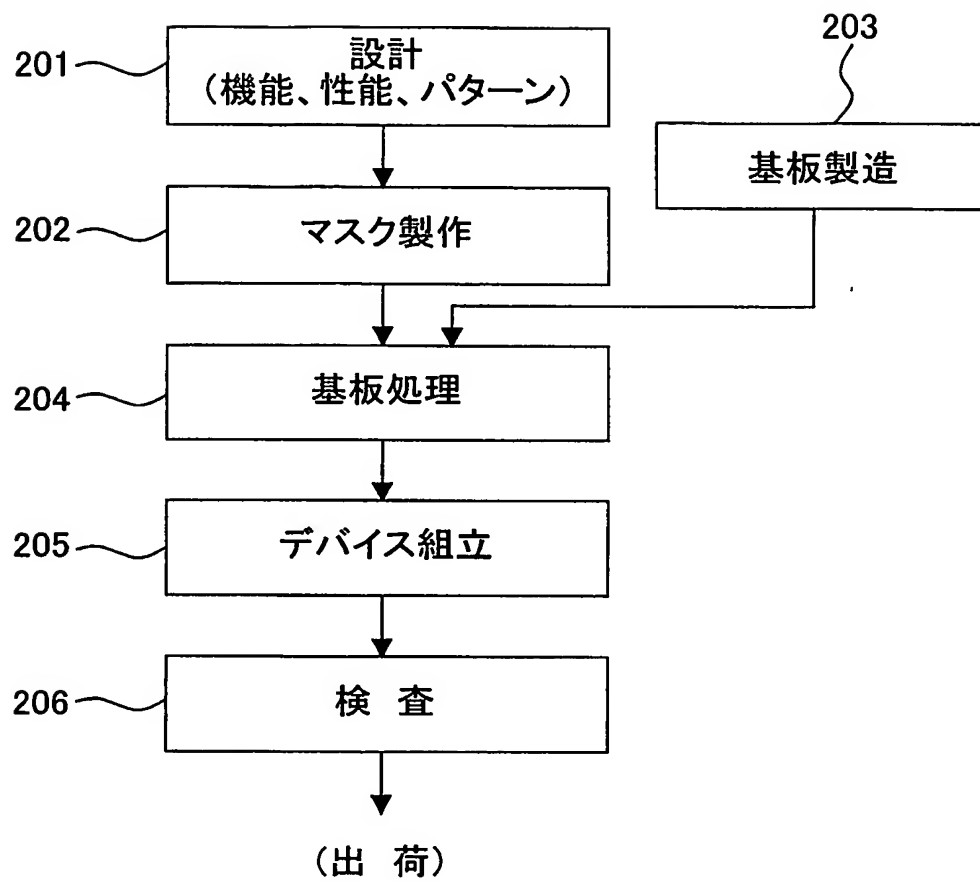 201
設計
(機能、性能、パターン)
203
基板製造
202
マスク製作
204
基板処理
205
デバイス組立
206
検 査
(出 荷)